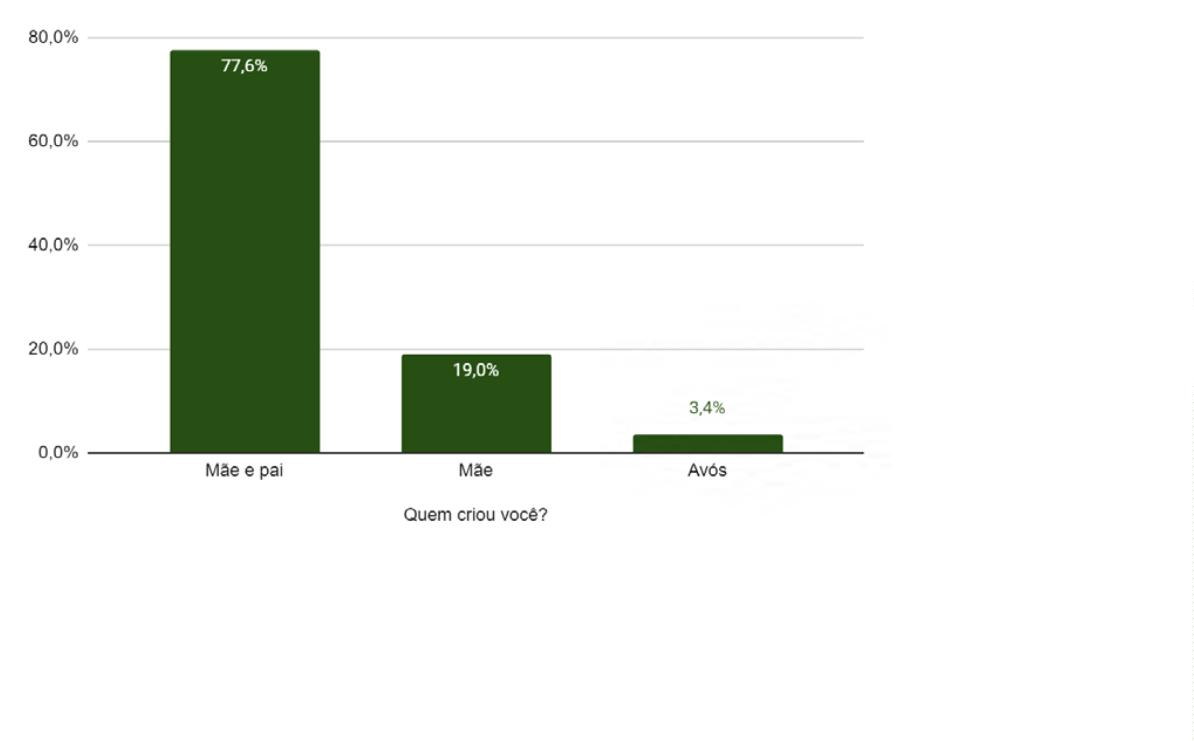 80,0%
77,6%
60,0%
40,0%
20,0%
19,0%
3,4%
0,0%
Mãe e pai
Mãe
Avós
Quem criou você?